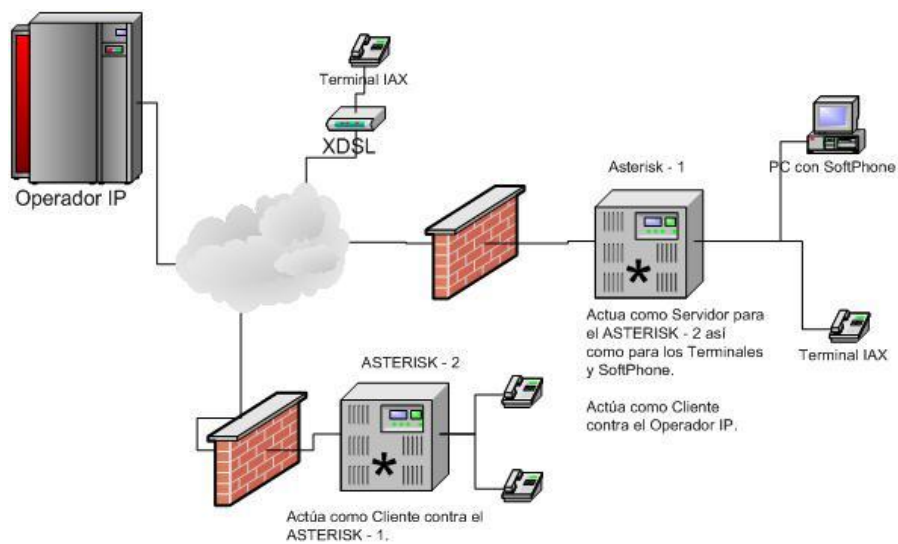 Terminal IAX
XDSL
Operador IP
Asterisk - 1
PC con SoftPhone
*
Actua como Servidor para
el ASTERISK - 2 así
como para los Terminales
y SoftPhone.
Actúa como Cliente
contra el Operador IP.
Terminal IAX
ASTERISK - 2
*
Actúa como Cliente contra el
ASTERISK - 1.